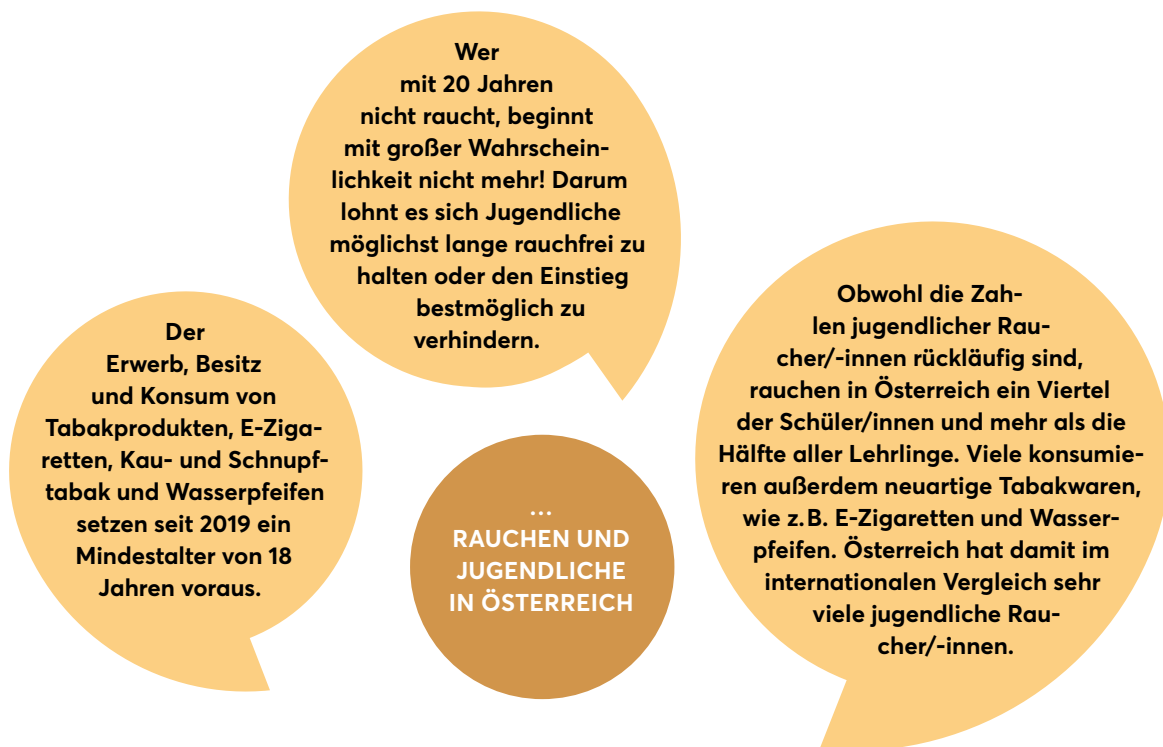 Wer
mit 20 Jahren
nicht raucht, beginnt
mit großer Wahrschein-
lichkeit nicht mehr! Darum
lohnt es sich Jugendliche
möglichst lange rauchfrei zu
halten oder den Einstieg
bestmöglich zu
verhindern.
Der
Erwerb, Besitz
und Konsum von
Tabakprodukten, E-Ziga-
retten, Kau- und Schnupf-
tabak und Wasserpfeifen
setzen seit 2019 ein
Mindestalter von 18
Jahren voraus.
...
RAUCHEN UND
JUGENDLICHE
IN ÖSTERREICH
Obwohl die Zah-
len jugendlicher Rau-
cher/-innen rückläufig sind,
rauchen in Österreich ein Viertel
der Schüler/innen und mehr als die
Hälfte aller Lehrlinge. Viele konsumie-
ren außerdem neuartige Tabakwaren,
wie z.B. E-Zigaretten und Wasser-
pfeifen. Österreich hat damit im
internationalen Vergleich sehr
viele jugendliche Rau-
cher/-innen.